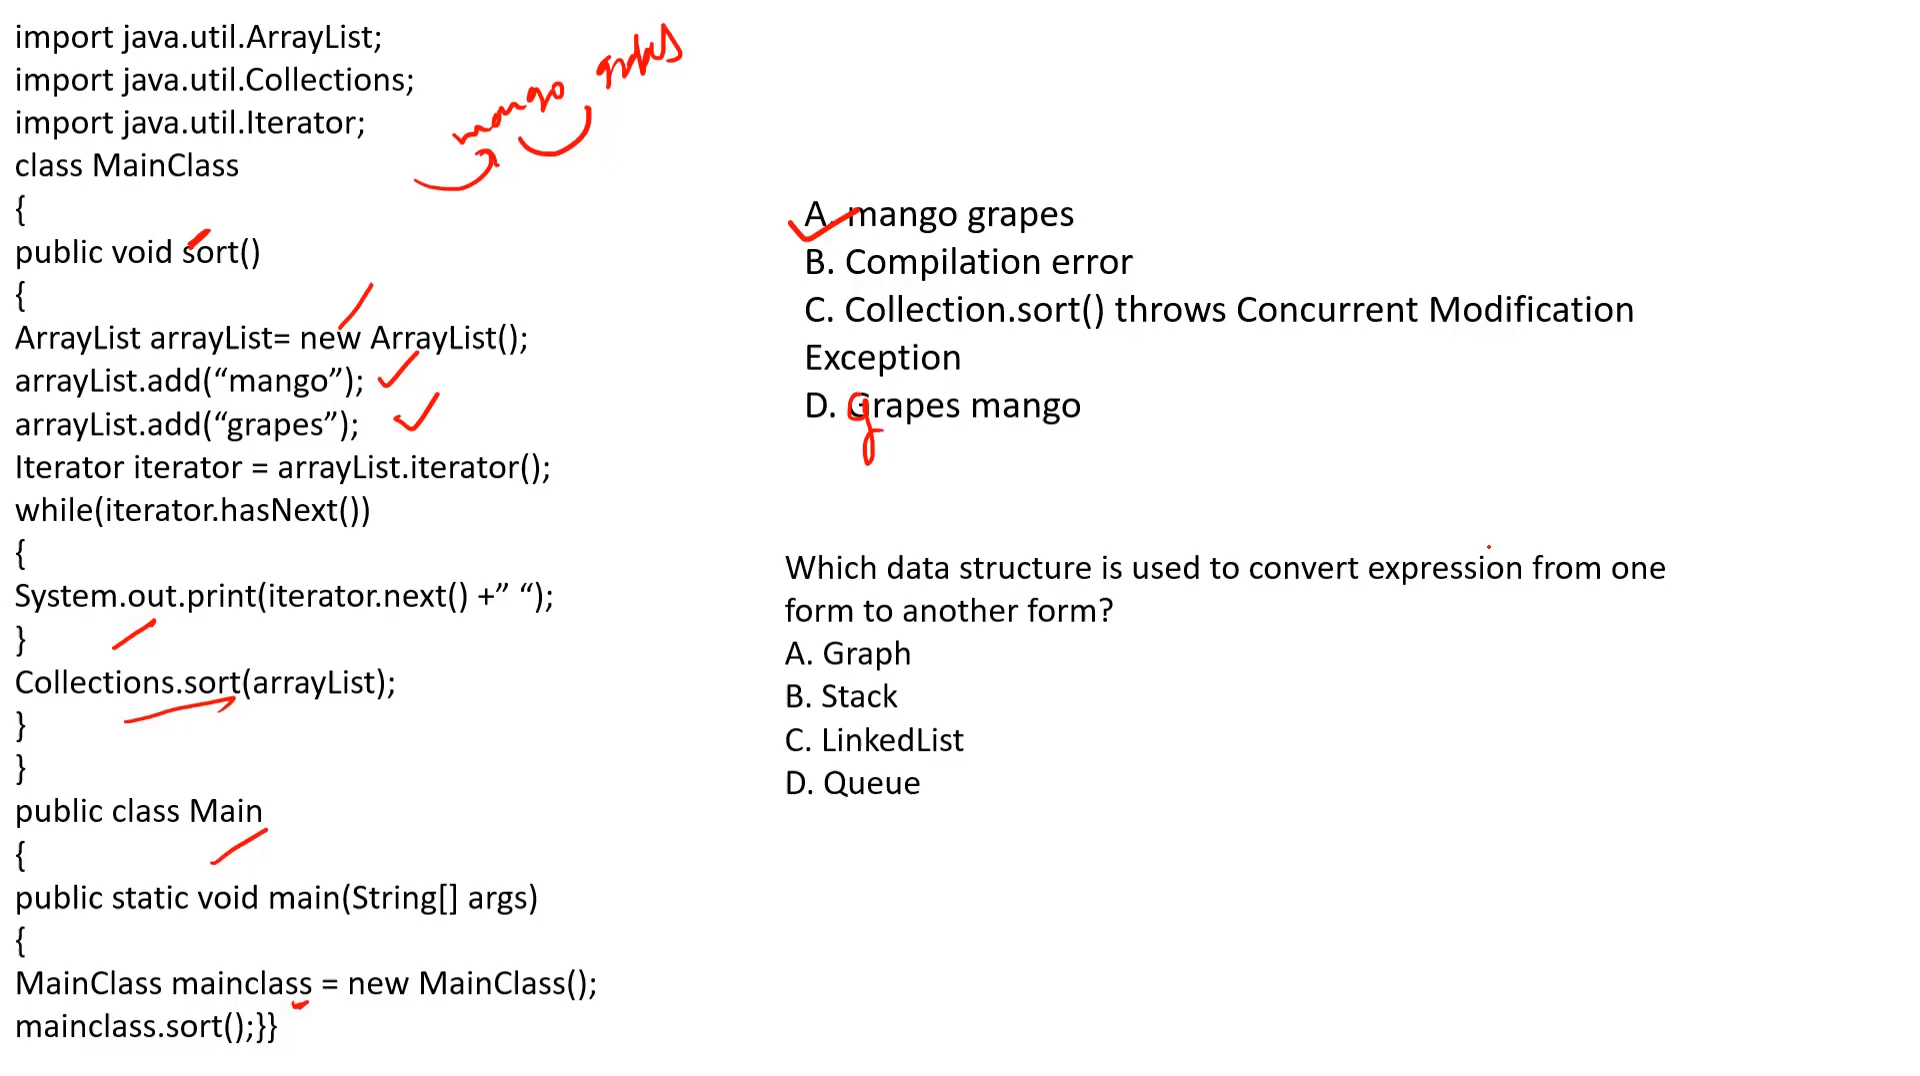 import java.util.ArrayList;
import java.util.Collections;
import java.util.Iterator;
class MainClass
{
public void sort()
{
ArrayList arrayList= new ArrayList();
arrayList.add(“mango”);
arrayList.add(“grapes”);
Iterator iterator = arrayList.iterator();
while(iterator.hasNext())
{
System.out.print(iterator.next() +” “);
}
Collections.sort(arrayList);
}
}
public class Main
{
public static void main(String[] args)
{
MainClass mainclass = new MainClass();
mainclass.sort();}}
mango
A. mango grapes
B. Compilation error
C. Collection.sort() throws Concurrent Modification
Exception
D. Grapes mango
g
Which data structure is used to convert expression from one
form to another form?
A. Graph
B. Stack
C. LinkedList
D. Queue